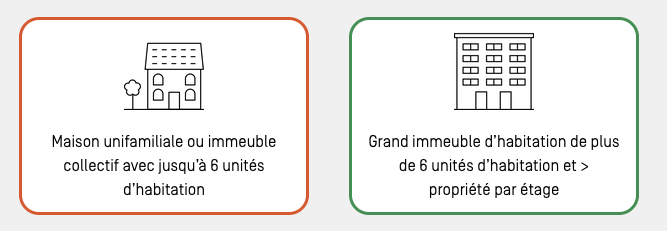 Maison unifamiliale ou immeuble
collectif avec jusqu'à 6 unités
d'habitation
Grand immeuble d'habitation de plus
de 6 unités d'habitation et >
propriété par étage